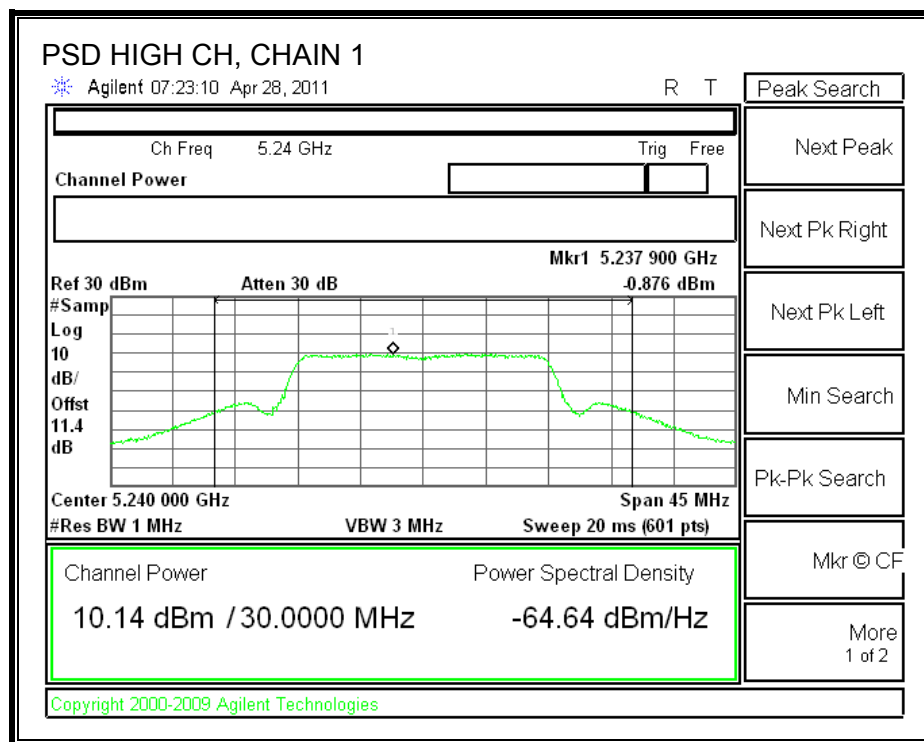 PSD HIGH CH, CHAIN 1
Agilent 07:23:10 Apr 28, 2011 R T
Peak Search
Ch Freq 5.24 GHz Trig Free
Channel Power
Next Peak
Next Pk Right
Mkr1 5.237 900 GHz
Ref 30 dBm Atten 30 dB -0.876 dBm
#Samp
Log
10
dB/
Offst
11.4
dB
1
Next Pk Left
Min Search
Pk-Pk Search
Center 5.240 000 GHz Span 45 MHz
#Res BW 1 MHz VBW 3 MHz Sweep 20 ms (601 pts)
Channel Power Power Spectral Density
10.14 dBm / 30.0000 MHz -64.64 dBm/Hz
Mkr © CF
More
1 of 2
Copyright 2000-2009 Agilent Technologies